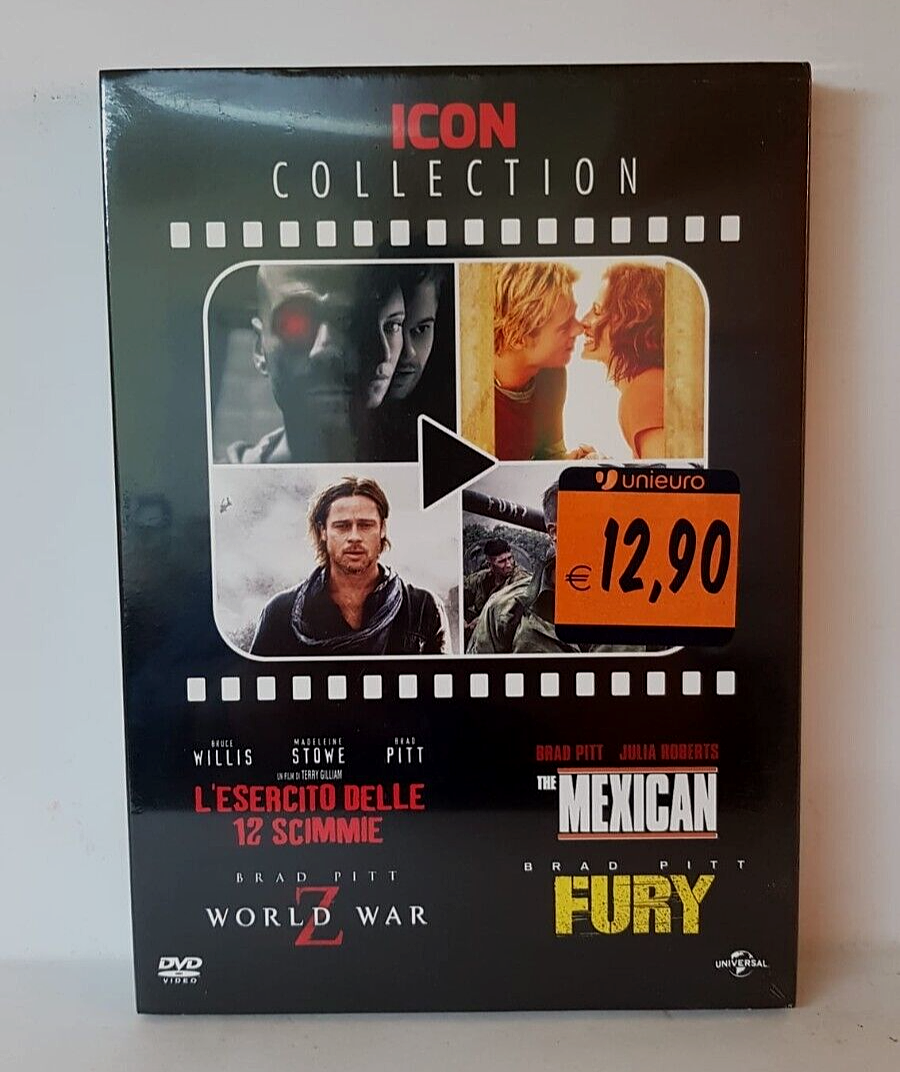 ICON
COLLECTION
FURY
unieuro
€ 12,90
BRUCE WILLIS MADELEINE STOWE BRAD PITT
UN FILM DI TERRY GILLIAM
L'ESERCITO DELLE
12 SCIMMIE
BRAD PITT JULIA ROBERTS
THE MEXICAN
BRAD PITT
WORLD WAR Z
BRAD PITT
FURY
DVD
VIDEO
UNIVERSAL